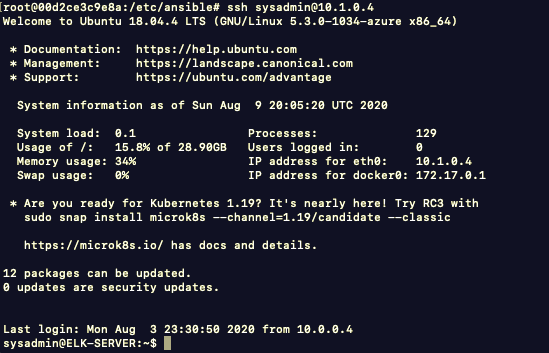 [root@00d2ce3c9e8a:/etc/ansible# ssh sysadmin@10.1.0.4
Welcome to Ubuntu 18.04.4 LTS (GNU/Linux 5.3.0-1034-azure x86_64)
* Documentation:  https://help.ubuntu.com
* Management:     https://landscape.canonical.com
* Support:        https://ubuntu.com/advantage
System information as of Sun Aug  9 20:05:20 UTC 2020
System load:  0.1                Processes:              129
Usage of /:   15.8% of 28.90GB   Users logged in:        0
Memory usage: 34%                IP address for eth0:    10.1.0.4
Swap usage:   0%                 IP address for docker0: 172.17.0.1
* Are you ready for Kubernetes 1.19? It's nearly here! Try RC3 with
sudo snap install microk8s --channel=1.19/candidate --classic
https://microk8s.io/ has docs and details.
12 packages can be updated.
0 updates are security updates.
Last login: Mon Aug  3 23:30:50 2020 from 10.0.0.4
sysadmin@ELK-SERVER:~$